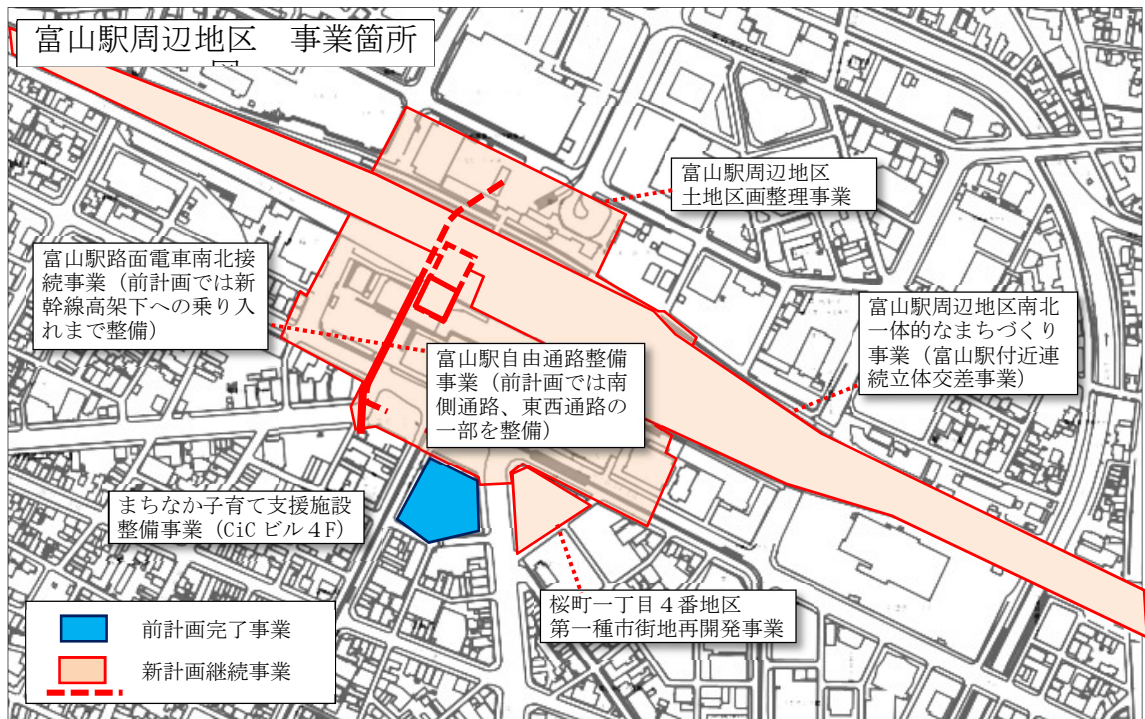 富山駅周辺地区 事業箇所
富山駅周辺地区
土地区画整理事業
富山駅路面電車南北接
続事業（前計画では新
幹線高架下への乗り入
れまで整備）
富山駅周辺地区南北
一体的なまちづくり
事業（富山駅付近連
続立体交差事業）
富山駅自由通路整備
事業（前計画では南
側通路、東西通路の
一部を整備）
まちなか子育て支援施設
整備事業（CiC ビル４F）
桜町一丁目４番地区
第一種市街地再開発事業
前計画完了事業
新計画継続事業